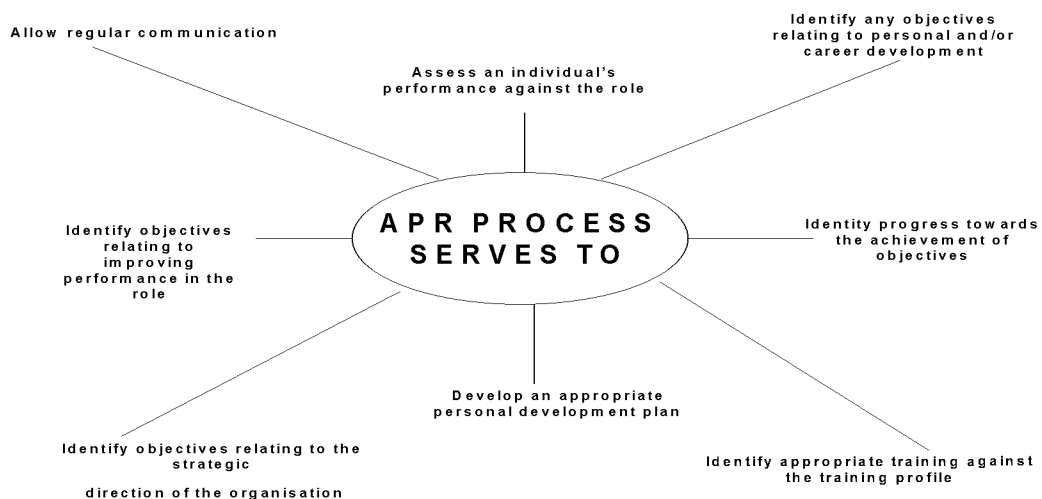 Allow regular communication
Identify any objectives
relating to personal and/or
career development
Assess an individual's
performance against the role
APR PROCESS
SERVES TO
Identify objectives
relating to
improving
performance in the
role
Identity progress towards
the achievement of
objectives
Develop an appropriate
personal development plan
Identify objectives relating to the
strategic
direction of the organisation
Identify appropriate training against
the training profile